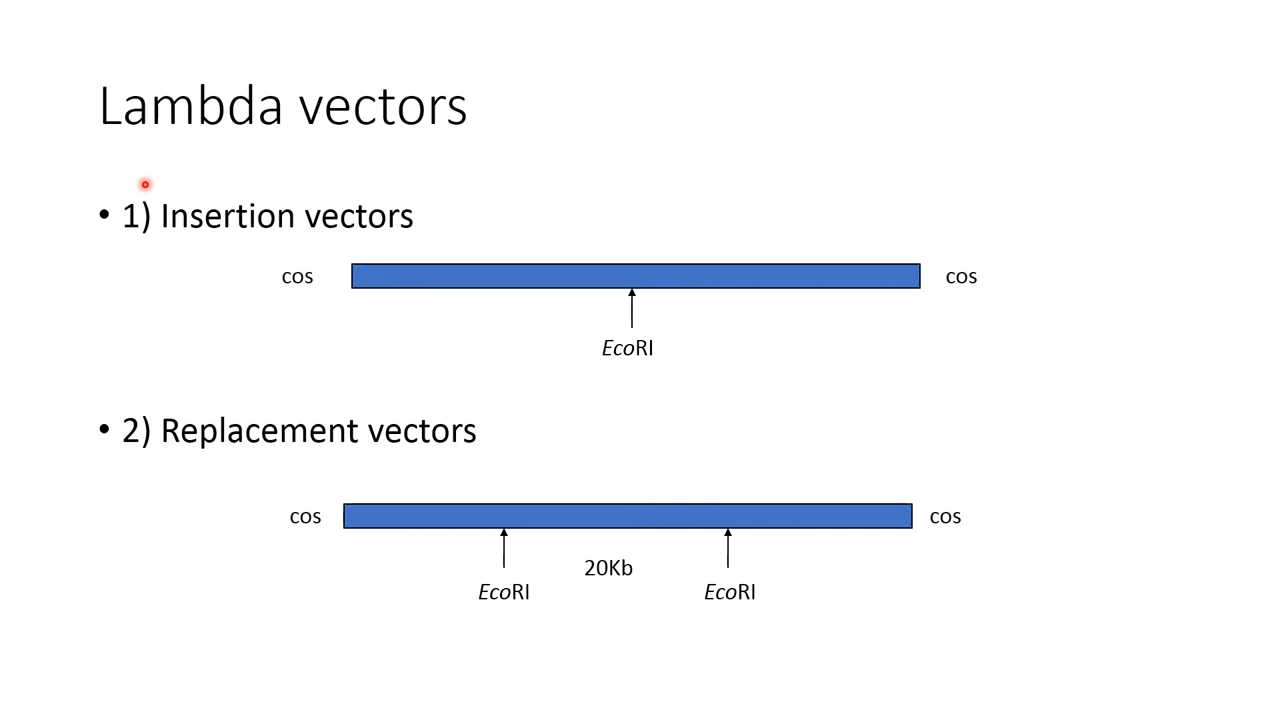 Lambda vectors
• 1) Insertion vectors
cos cos
EcoRI
• 2) Replacement vectors
cos cos
20Kb
EcoRI EcoRI